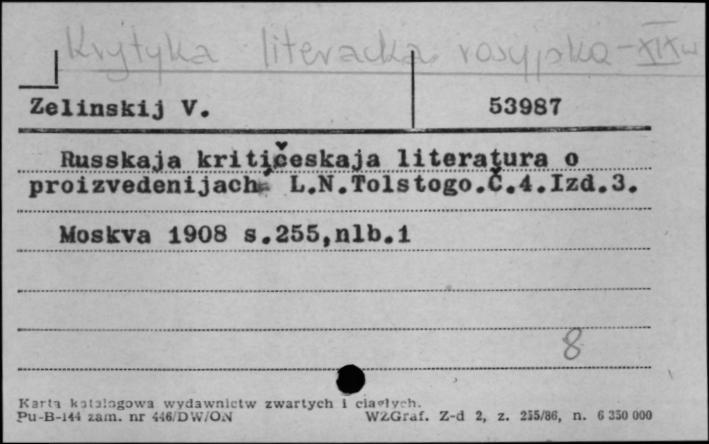 Krytyka literacka rosyjska - XIX w
Zelinskij V. 53987
Russkaja kritičeskaja literatura o
proizvedenijach L.N.Tolstogo.Č.4.Izd.3.
Moskva 1908 s.255,nlb.1
8
Karta katalogowa wydawnictw zwartych i ciągłych.
Pu-B-144 zam. nr 446/DW/ON WZGraf. Z-d 2, z. 255/86, n. 6 350 000